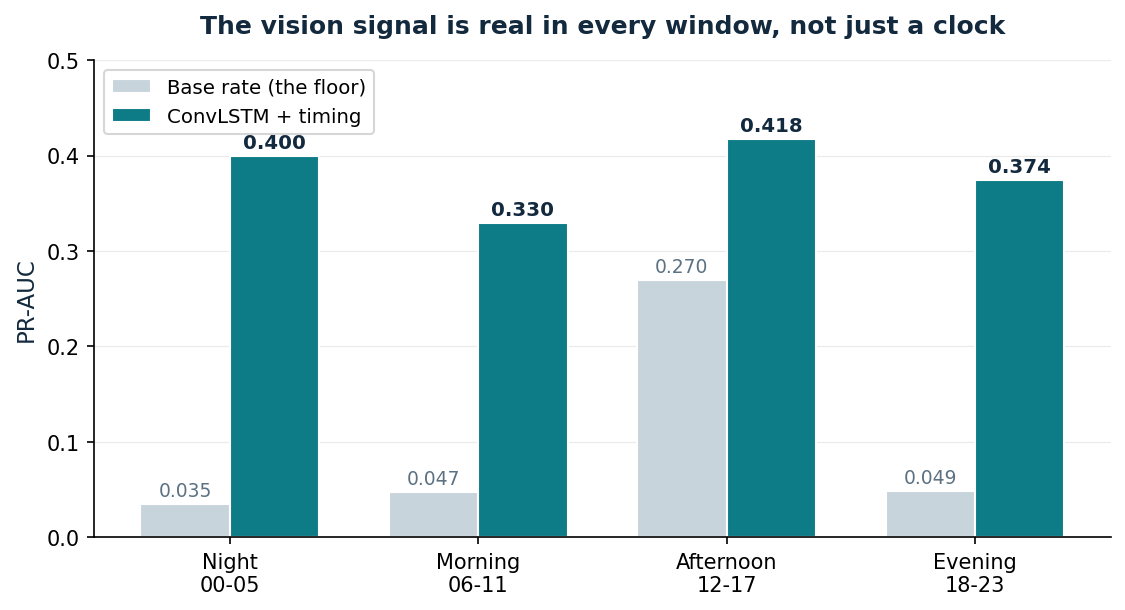 The vision signal is real in every window, not just a clock
Base rate (the floor)
ConvLSTM + timing
PR-AUC
0.5
0.4
0.3
0.2
0.1
0.0
0.035
0.400
0.047
0.330
0.270
0.418
0.049
0.374
Night
00-05
Morning
06-11
Afternoon
12-17
Evening
18-23